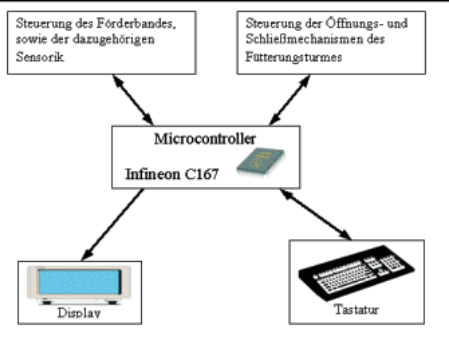 Steuerung des Förderbandes,
sowie der dazugehörigen
Sensorik
Steuerung der Öffnungs- und
Schließmechanismen des
Fütterungsturmes
Microcontroller
Infineon C167
Display
Tastatur